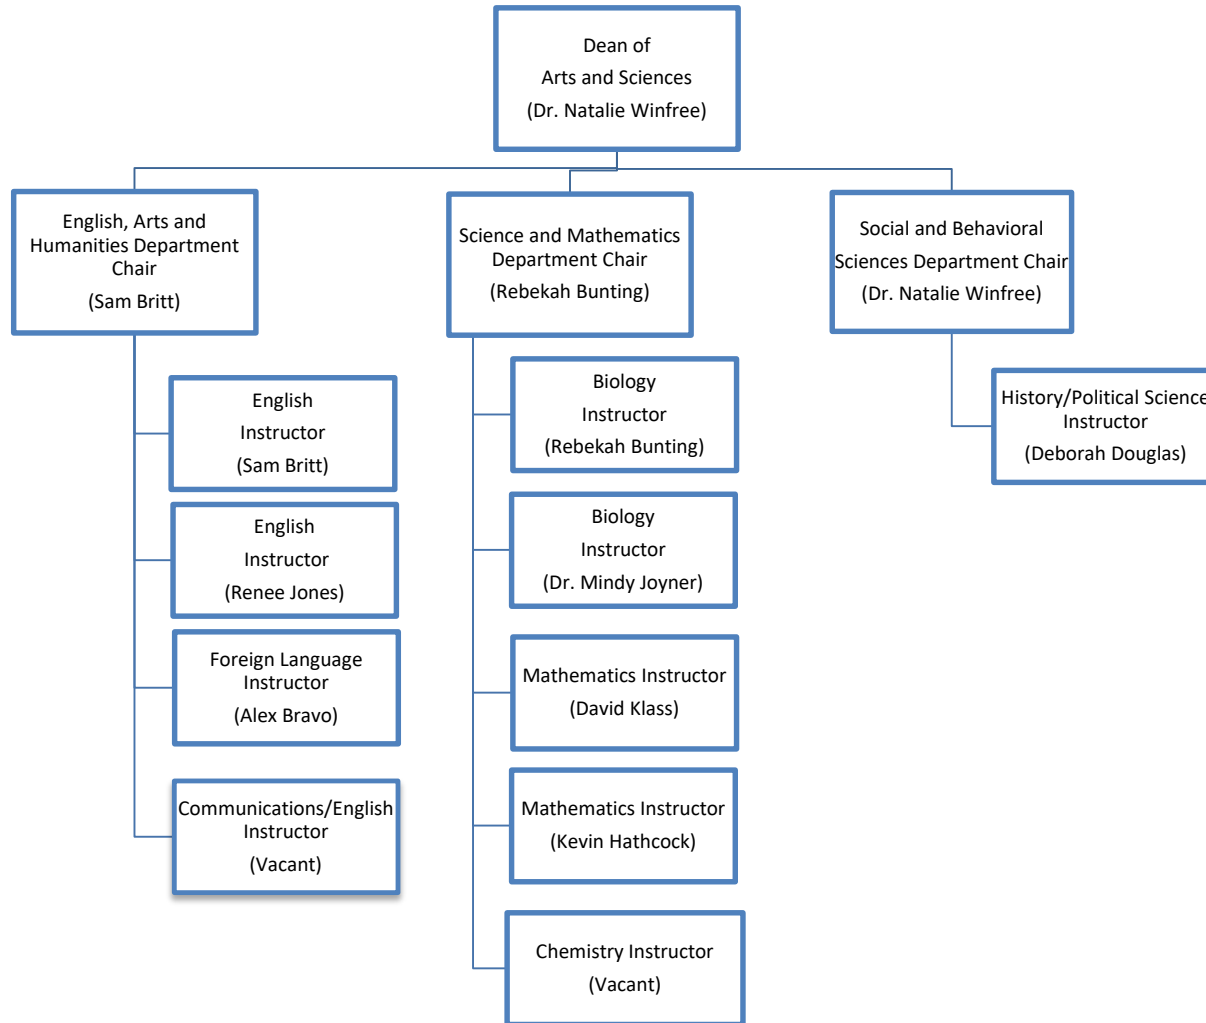 Dean of
Arts and Sciences
(Dr. Natalie Winfree)
English, Arts and
Humanities Department
Chair
(Sam Britt)
Science and Mathematics
Department Chair
(Rebekah Bunting)
Social and Behavioral
Sciences Department Chair
(Dr. Natalie Winfree)
English
Instructor
(Sam Britt)
English
Instructor
(Renee Jones)
Foreign Language
Instructor
(Alex Bravo)
Communications/English
Instructor
(Vacant)
Biology
Instructor
(Rebekah Bunting)
Biology
Instructor
(Dr. Mindy Joyner)
Mathematics Instructor
(David Klass)
Mathematics Instructor
(Kevin Hathcock)
Chemistry Instructor
(Vacant)
History/Political Science
Instructor
(Deborah Douglas)